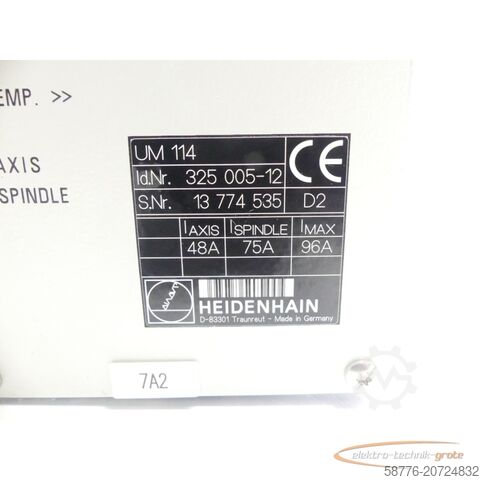 EMP. >>
AXIS
SPINDLE
UM 114
Id.Nr. 325 005-12
S.Nr. 13 774 535 D2
IAXIS ISPINDLE IMAX
48A 75A 96A
HEIDENHAIN
D-83301 Traunreut - Made in Germany
7A2
elektro-technik-grote
58776-20724832